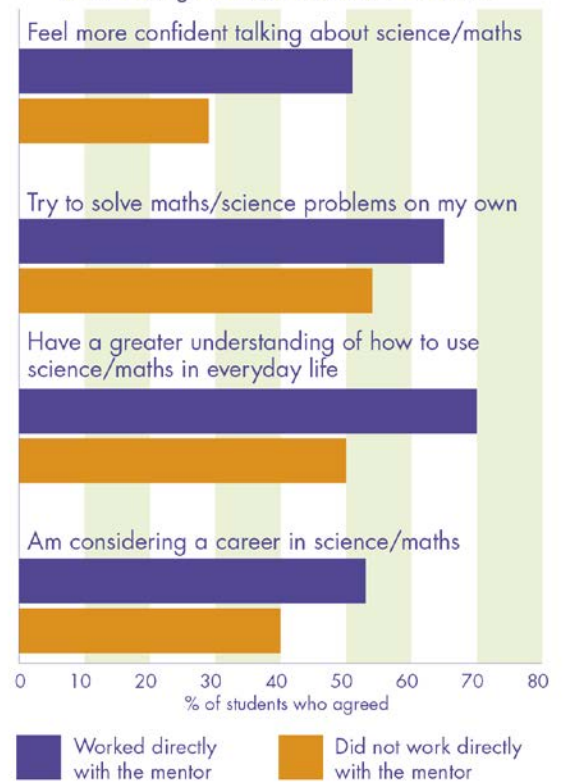 Feel more confident talking about science/maths
Try to solve maths/science problems on my own
Have a greater understanding of how to use
science/maths in everyday life
Am considering a career in science/maths
0 10 20 30 40 50 60 70 80
% of students who agreed
Worked directly
with the mentor
Did not work directly
with the mentor